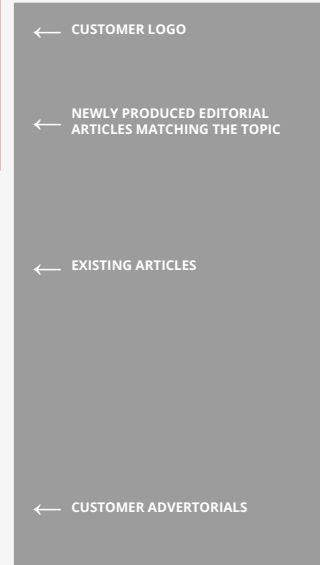 ← CUSTOMER LOGO
← NEWLY PRODUCED EDITORIAL
ARTICLES MATCHING THE TOPIC
← EXISTING ARTICLES
← CUSTOMER ADVERTORIALS